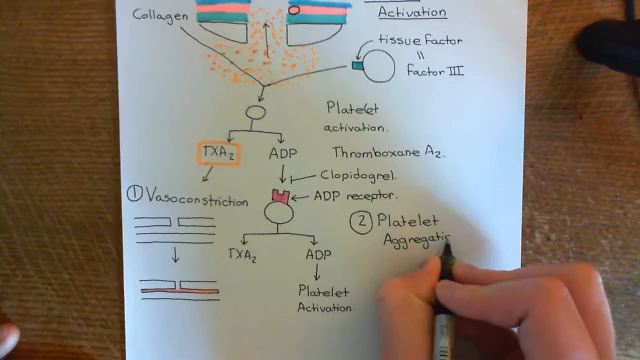 Activation
Collagen
tissue Factor
=
Factor III
Platelet
activation.
TXA2
ADP
Thromboxane A2.
Clopidogrel.
① Vasoconstriction
ADP receptor.
② Platelet
Aggregati
TXA2
ADP
Platelet
Activation